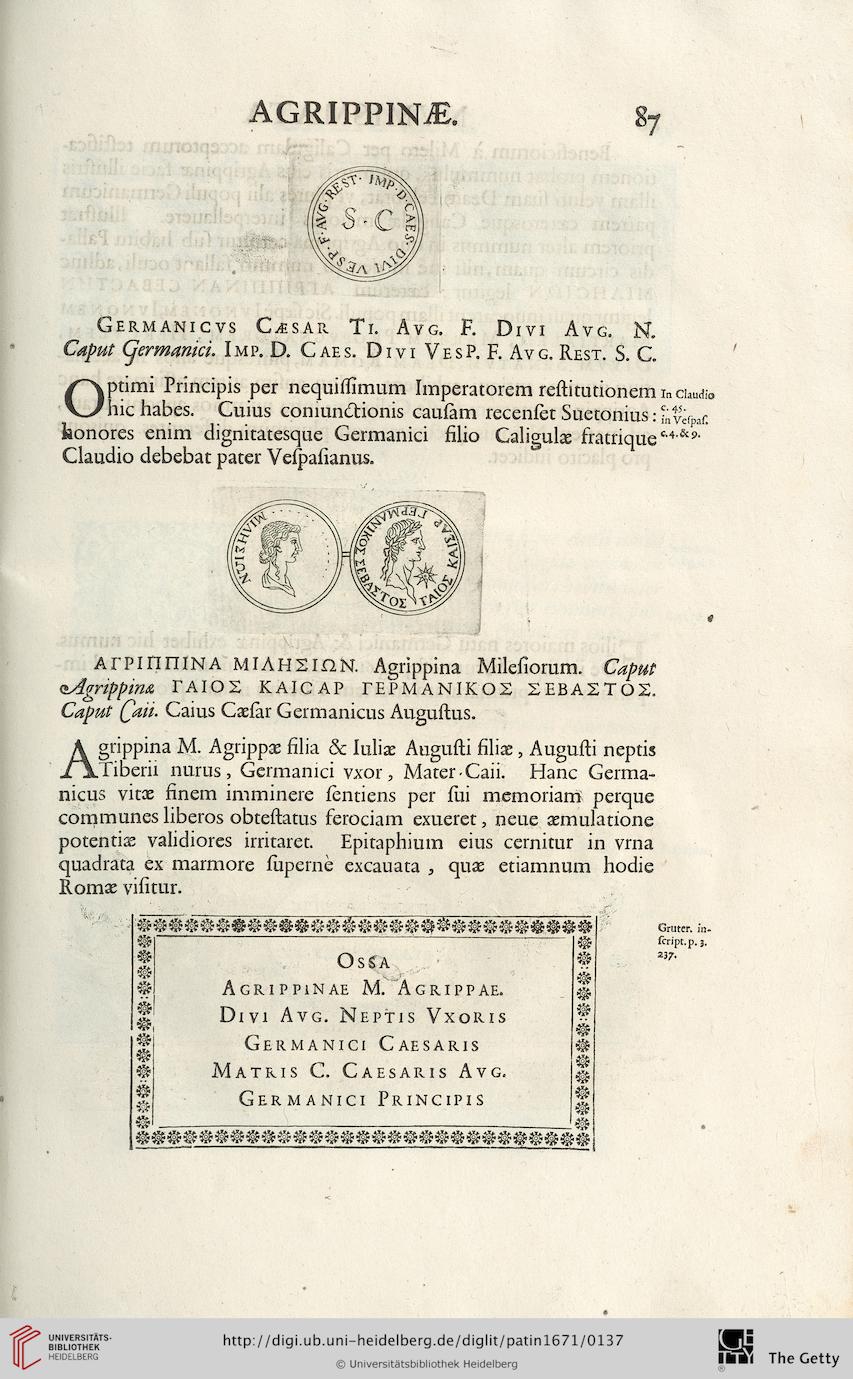 AGRIPPINÆ. 87
IMP·D·CAES·DIVI·VESP·F·AVG·REST·
S·C
GERMANICVS CÆSAR TI. AVG. F. DIVI AVG. N.
Caput Germanici. IMP. D. CAES. DIVI VESP. F. AVG. REST. S. C.
Optimi Principis per nequiſſimum Imperatorem reſtitutionem
hic habes. Cuius coniunctionis cauſam recenſet Suetonius:
honores enim dignitatesque Germanici filio Caligulæ fratrique
Claudio debebat pater Veſpaſianus.
In Claudio
c. 45.
in Veſpaſ.
c. 4. & 9.
ΜΙΛΗΣΙΩΝ
ΓΑΙΟΣ ΚΑΙΣΑΡ ΓΕΡΜΑΝΙΚΟΣ ΣΕΒΑΣΤΟΣ
ΑΓΡΙΠΠΙΝΑ ΜΙΛΗΣΙΩΝ. Agrippina Mileſiorum. Caput
Agrippinæ ΓΑΙΟΣ ΚΑΙCΑΡ ΓΕΡΜΑΝΙΚΟΣ ΣΕΒΑΣΤΟΣ.
Caput Caii. Caius Cæſar Germanicus Auguſtus.
Agrippina M. Agrippæ filia & Iuliæ Auguſti filiæ, Auguſti neptis
Tiberii nurus, Germanici vxor, Mater Caii. Hanc Germa-
nicus vitæ finem imminere ſentiens per ſui memoriam perque
communes liberos obteſtatus ferociam exueret, neue æmulatione
potentiæ validiores irritaret. Epitaphium eius cernitur in vrna
quadrata ex marmore ſupernè excauata, quæ etiamnum hodie
Romæ viſitur.
Gruter. in-
ſcript. p. 3.
237.
OSSA
AGRIPPINAE M. AGRIPPAE.
DIVI AVG. NEPTIS VXORIS
GERMANICI CAESARIS
MATRIS C. CAESARIS AVG.
GERMANICI PRINCIPIS
UNIVERSITÄTS-
BIBLIOTHEK
HEIDELBERG
http://digi.ub.uni-heidelberg.de/diglit/patin1671/0137
© Universitätsbibliothek Heidelberg
GETTY
The Getty